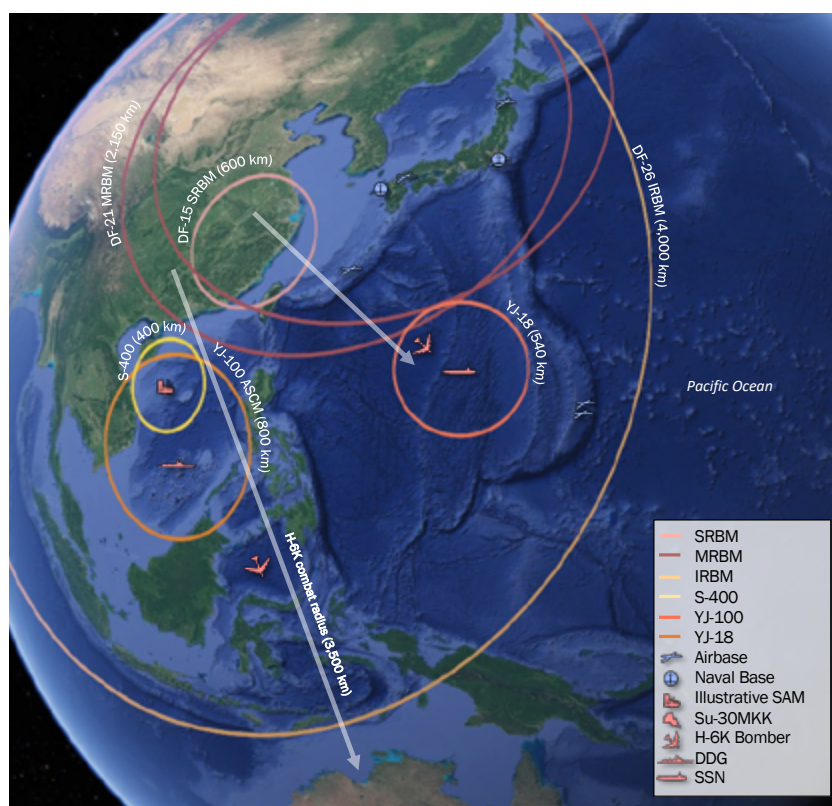 DF-21 MRBM (2,150 km)
DF-15 SRBM (600 km)
DF-26 IRBM (4,000 km)
S-400 (400 km)
YJ-100 ASCM (800 km)
YJ-18 (540 km)
Pacific Ocean
H-6K combat radius (3,500 km)
SRBM
MRBM
IRBM
S-400
YJ-100
YJ-18
Airbase
Naval Base
Illustrative SAM
Su-30MKK
H-6K Bomber
DDG
SSN